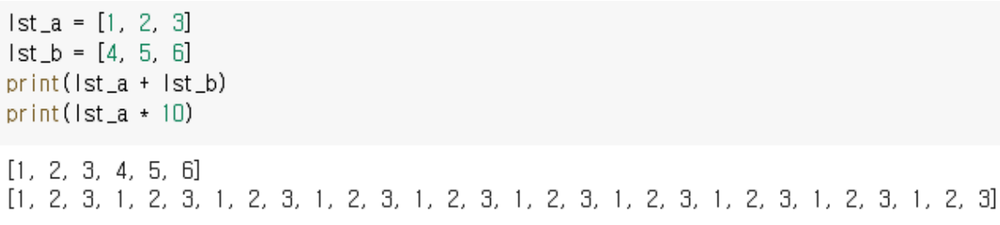 lst_a = [1, 2, 3]
lst_b = [4, 5, 6]
print(lst_a + lst_b)
print(lst_a * 10)
[1, 2, 3, 4, 5, 6]
[1, 2, 3, 1, 2, 3, 1, 2, 3, 1, 2, 3, 1, 2, 3, 1, 2, 3, 1, 2, 3, 1, 2, 3, 1, 2, 3, 1, 2, 3]